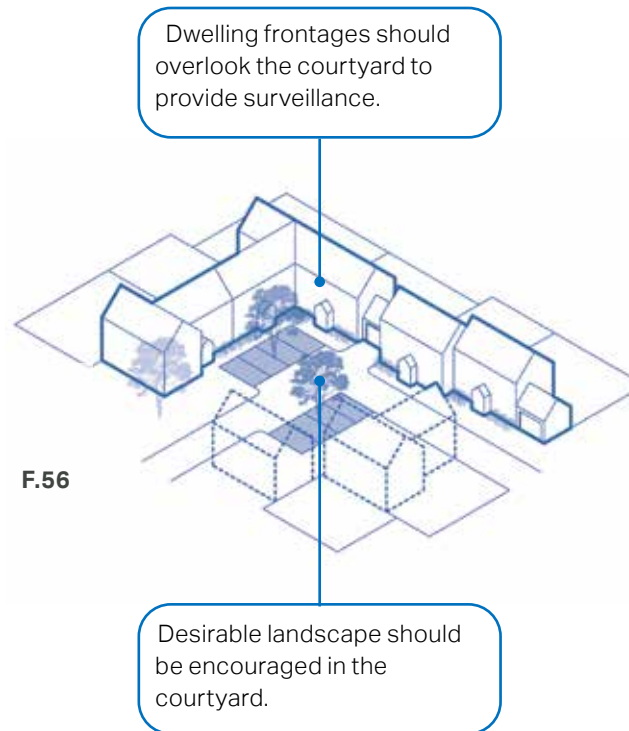 Dwelling frontages should
overlook the courtyard to
provide surveillance.
F.56
Desirable landscape should
be encouraged in the
courtyard.